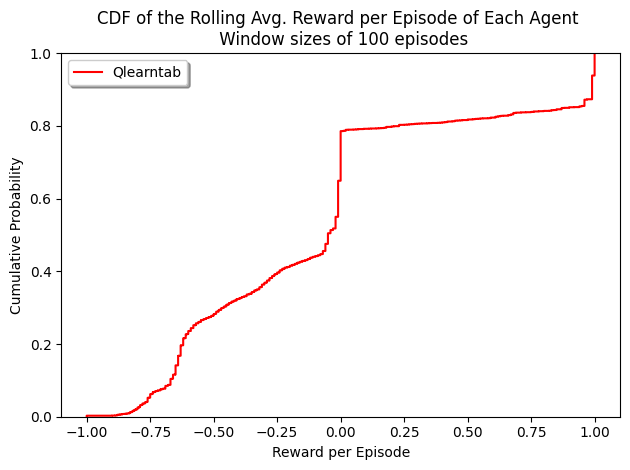 CDF of the Rolling Avg. Reward per Episode of Each Agent
Window sizes of 100 episodes
Qlearntab
1.0
0.8
0.6
0.4
0.2
0.0
Cumulative Probability
−1.00 −0.75 −0.50 −0.25 0.00 0.25 0.50 0.75 1.00
Reward per Episode